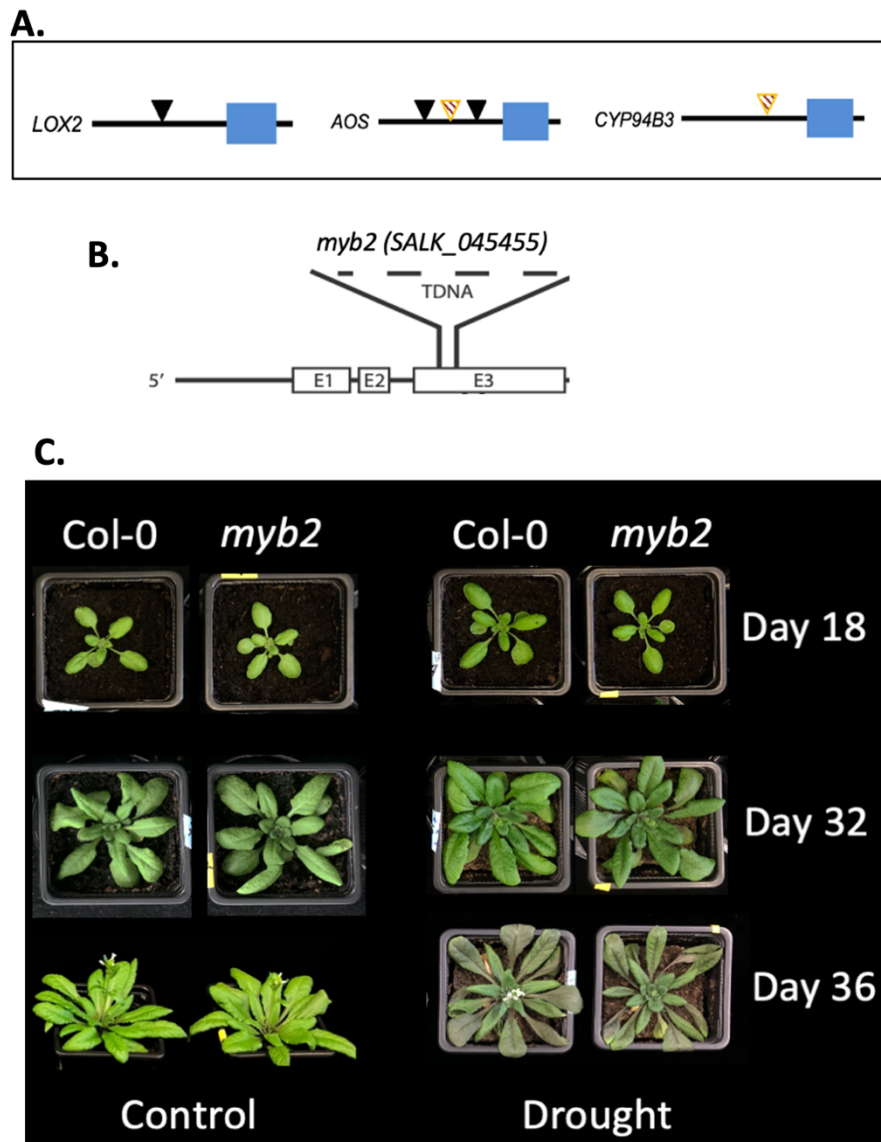 A.
LOX2
AOS
CYP94B3
B.
myb2 (SALK_045455)
TDNA
5’
E1
E2
E3
C.
Col-0
myb2
Col-0
myb2
Day 18
Day 32
Day 36
Control
Drought